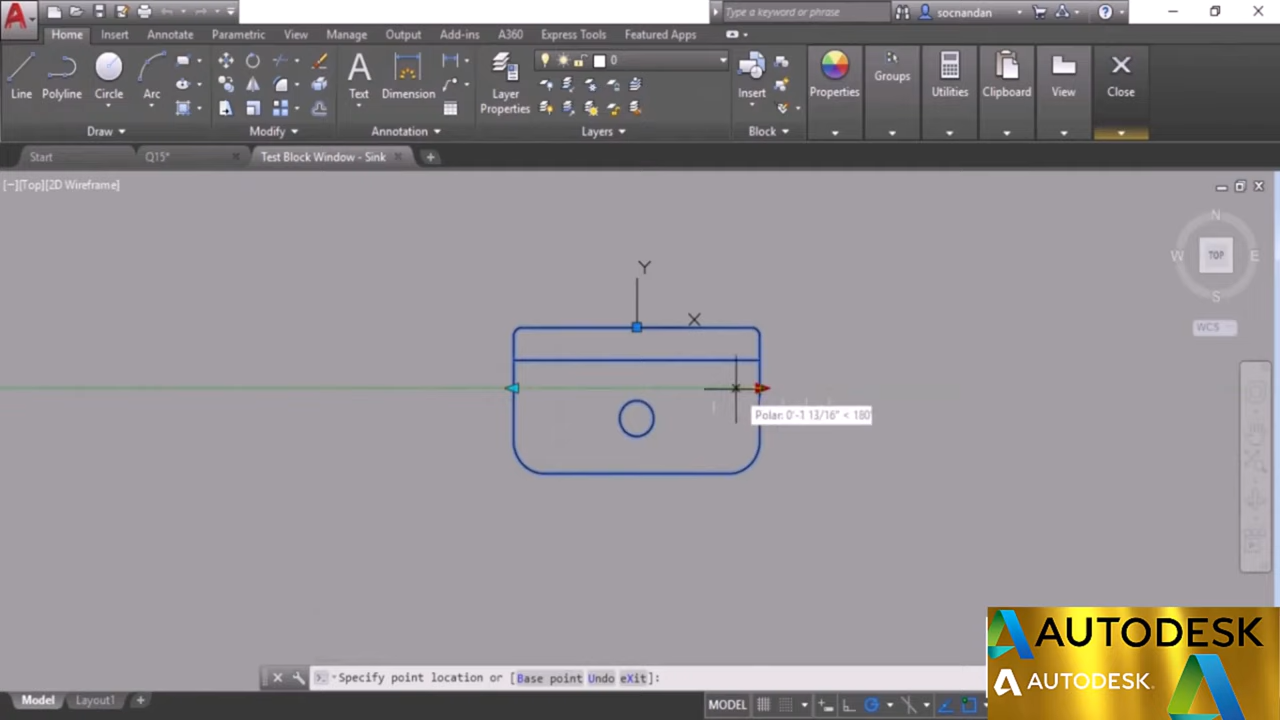 Type a keyword or phrase
socnandan
Home Insert Annotate Parametric View Manage Output Add-ins A360 Express Tools Featured Apps
0
Line Polyline Circle Arc
Text Dimension
Layer
Properties
Insert
Properties Groups Utilities Clipboard View Close
Draw Modify Annotation Layers Block
Start Q15* Test Block Window - Sink
[−][Top][2D Wireframe]
N
W TOP E
S
WCS
Y
X
Polar: 0'-1 13/16" < 180
Specify point location or [Base point Undo eXit]:
Model Layout1
MODEL
AUTODESK
AUTODESK.